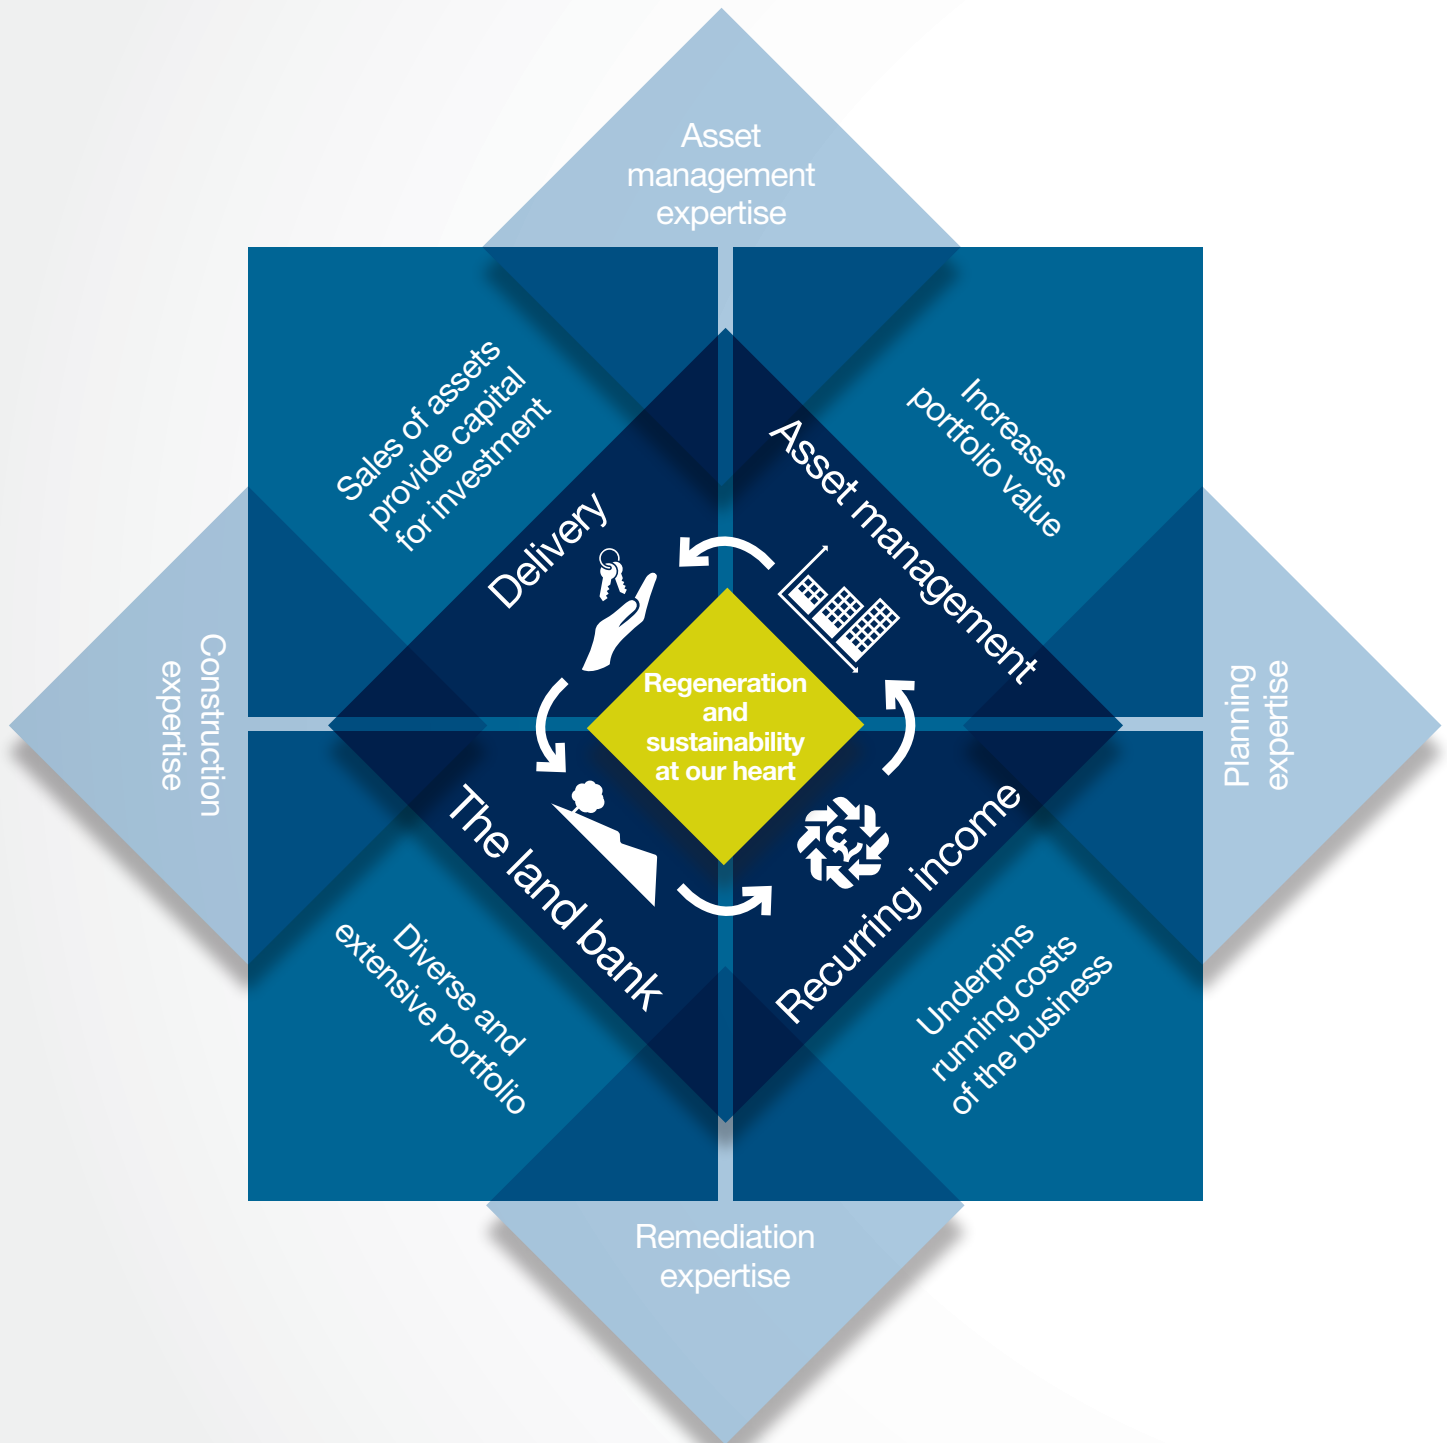 Asset
management
expertise
Sales of assets
provide capital
for investment
Increases
portfolio value
Delivery
Asset management
Construction
expertise
Regeneration
and
sustainability
at our heart
Planning
expertise
The land bank
Recurring income
£
Diverse and
extensive portfolio
Underpins
running costs
of the business
Remediation
expertise